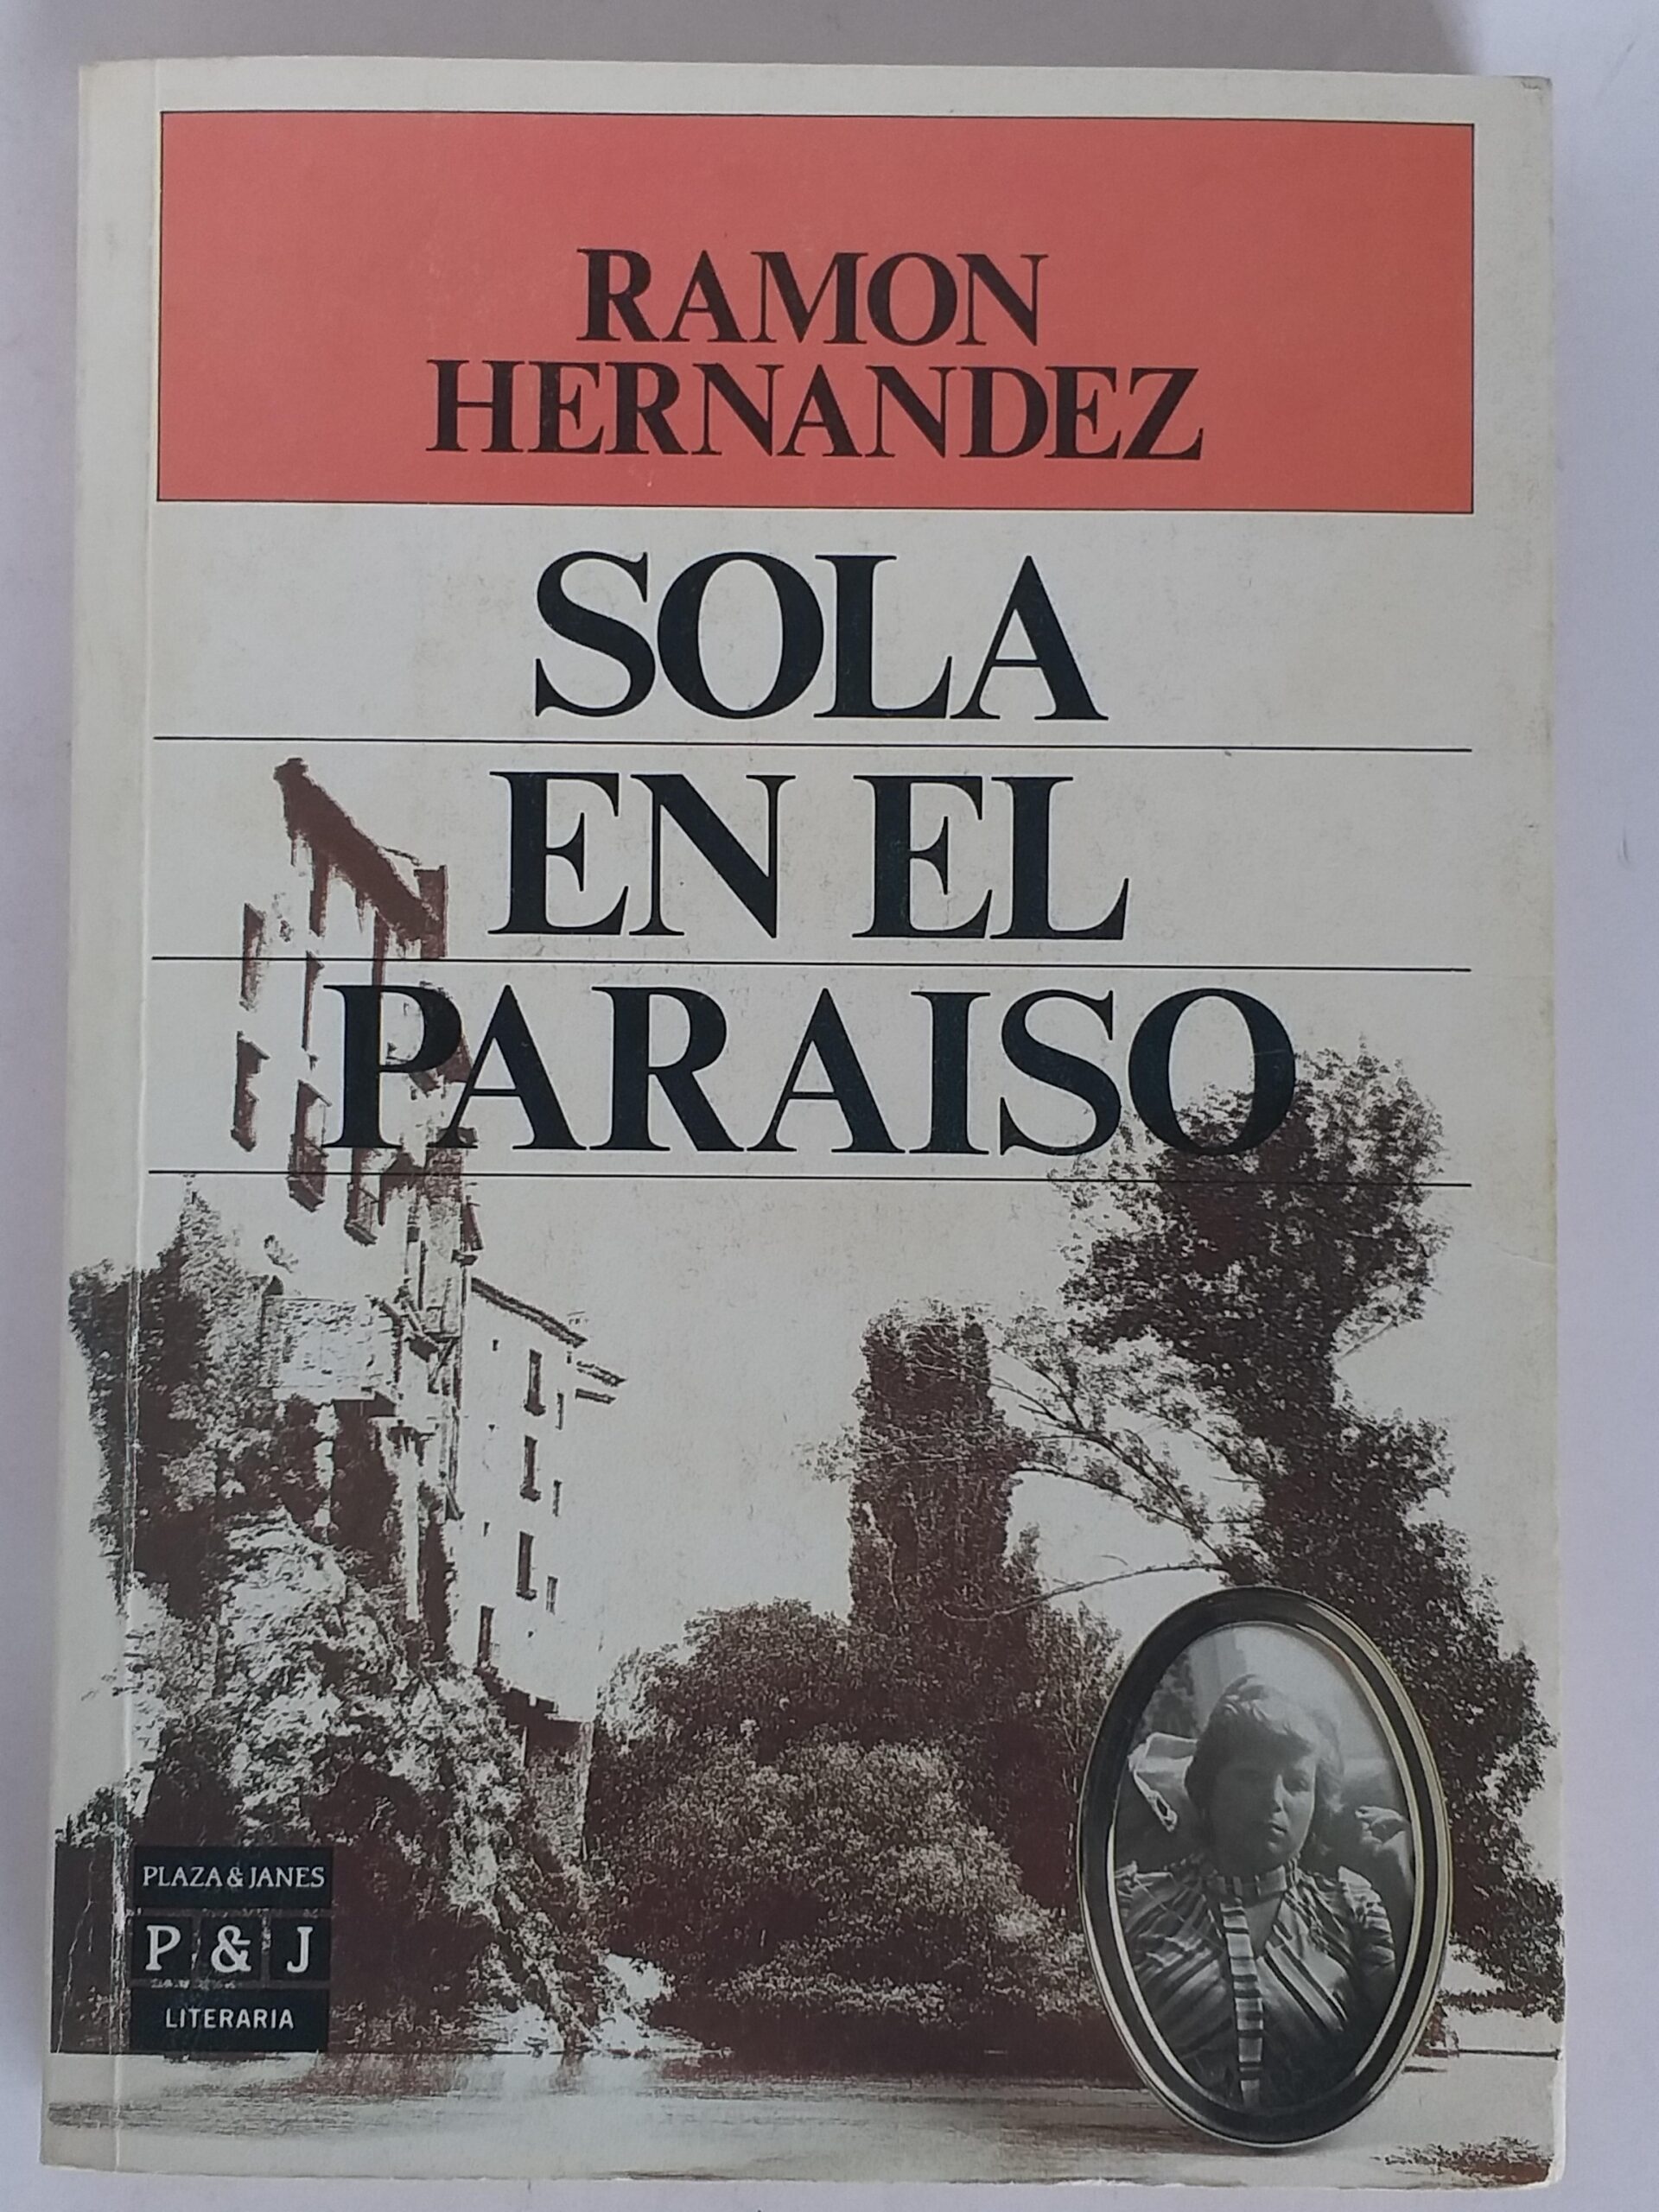 RAMON
HERNANDEZ
SOLA
EN EL
PARAISO
PLAZA & JANES
P & J
LITERARIA